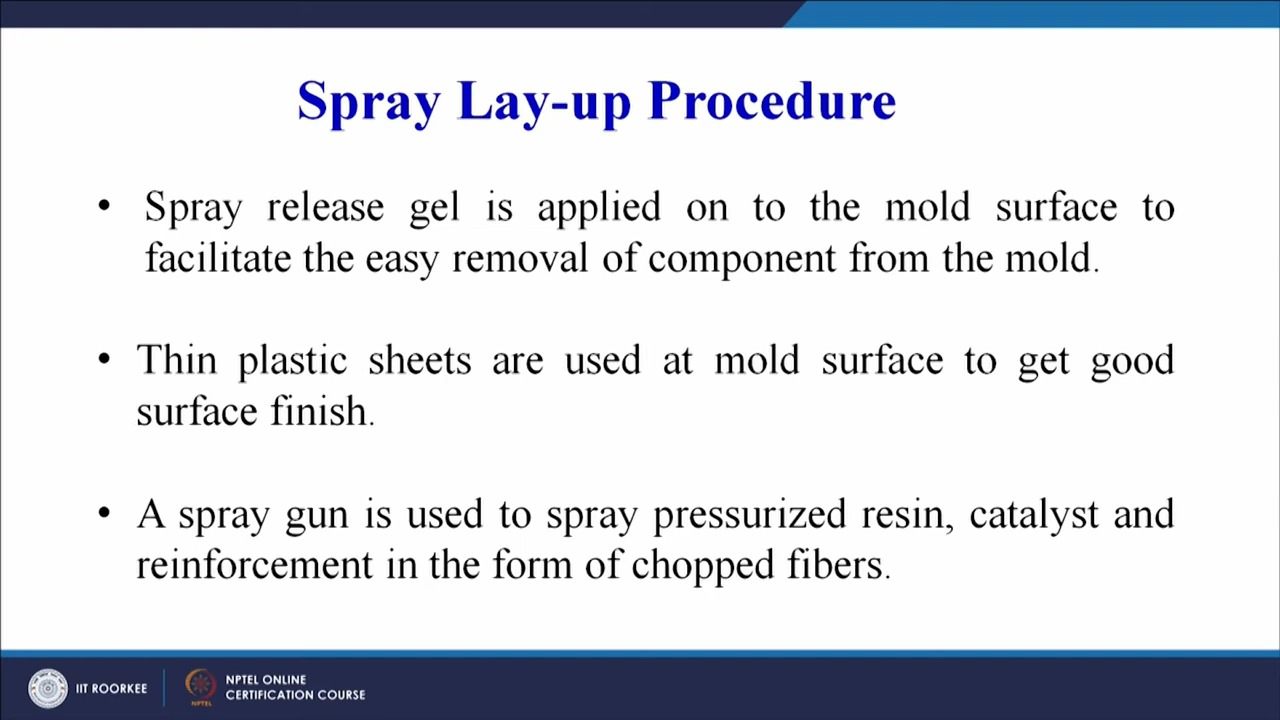 Spray Lay-up Procedure
• Spray release gel is applied on to the mold surface to
facilitate the easy removal of component from the mold.
• Thin plastic sheets are used at mold surface to get good
surface finish.
• A spray gun is used to spray pressurized resin, catalyst and
reinforcement in the form of chopped fibers.
IIT ROORKEE
NPTEL
NPTEL ONLINE
CERTIFICATION COURSE